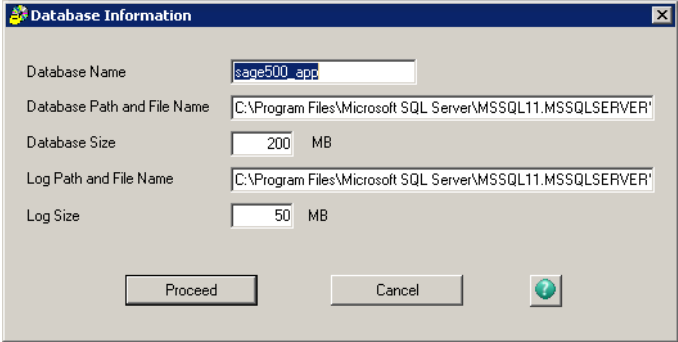 Database Information
Database Name sage500_app
Database Path and File Name C:\Program Files\Microsoft SQL Server\MSSQL11.MSSQLSERVER\
Database Size 200 MB
Log Path and File Name C:\Program Files\Microsoft SQL Server\MSSQL11.MSSQLSERVER\
Log Size 50 MB
Proceed Cancel ?